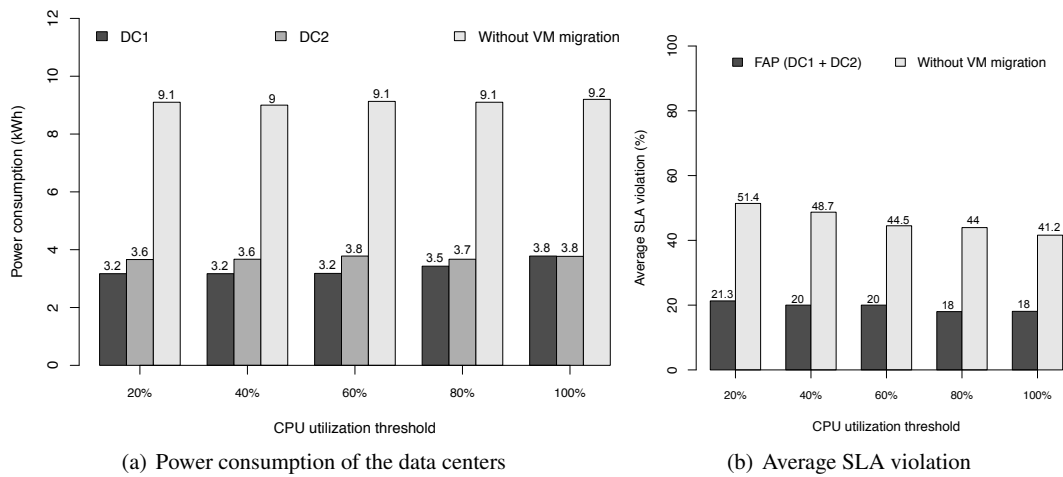 DC1 DC2 Without VM migration
Power consumption (kWh)
0 2 4 6 8 10 12
3.2 3.6 9.1
3.2 3.6 9
3.2 3.8 9.1
3.5 3.7 9.1
3.8 3.8 9.2
20% 40% 60% 80% 100%
CPU utilization threshold
(a) Power consumption of the data centers
FAP (DC1 + DC2) Without VM migration
Average SLA violation (%)
0 20 40 60 80 100
21.3 51.4
20 48.7
20 44.5
18 44
18 41.2
20% 40% 60% 80% 100%
CPU utilization threshold
(b) Average SLA violation